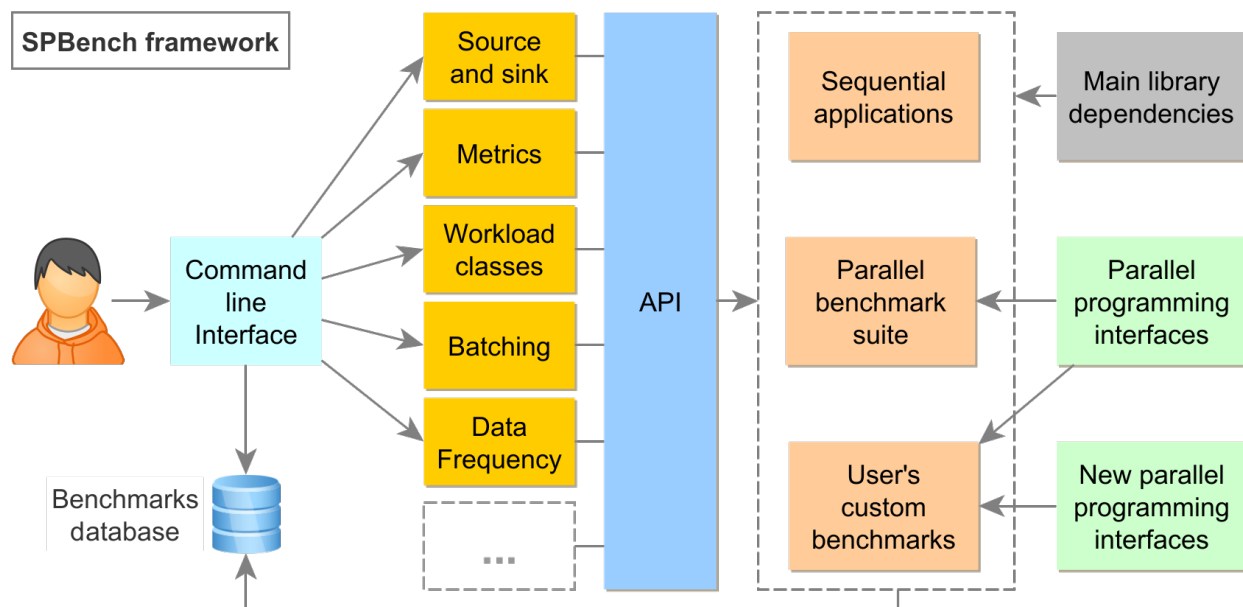 SPBench framework
Source
and sink
Metrics
Workload
classes
Batching
Data
Frequency
...
Command
line
Interface
Benchmarks
database
API
Sequential
applications
Parallel
benchmark
suite
User's
custom
benchmarks
Main library
dependencies
Parallel
programming
interfaces
New parallel
programming
interfaces